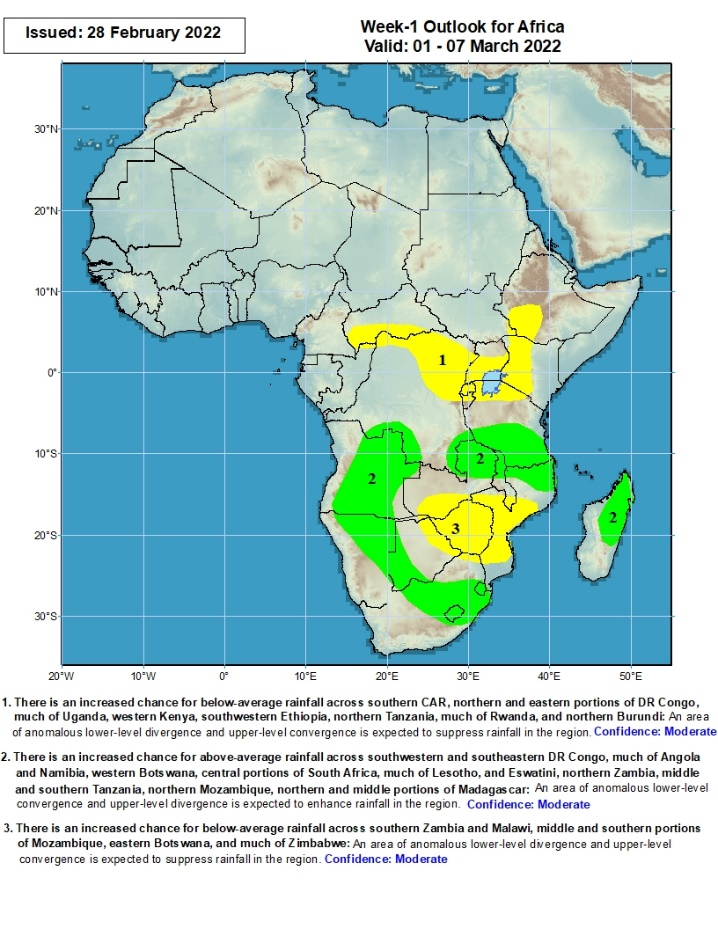 Issued: 28 February 2022
Week-1 Outlook for Africa
Valid: 01 - 07 March 2022
30°N
20°N
10°N
0°
10°S
20°S
30°S
1
2
2
2
3
20°W
10°W
0°
10°E
20°E
30°E
40°E
50°E
1. There is an increased chance for below-average rainfall across southern CAR, northern and eastern portions of DR Congo,
much of Uganda, western Kenya, southwestern Ethiopia, northern Tanzania, much of Rwanda, and northern Burundi: An area
of anomalous lower-level divergence and upper-level convergence is expected to suppress rainfall in the region. Confidence: Moderate
2. There is an increased chance for above-average rainfall across southwestern and southeastern DR Congo, much of Angola
and Namibia, western Botswana, central portions of South Africa, much of Lesotho, and Eswatini, northern Zambia, middle
and southern Tanzania, northern Mozambique, northern and middle portions of Madagascar: An area of anomalous lower-level
convergence and upper-level divergence is expected to enhance rainfall in the region. Confidence: Moderate
3. There is an increased chance for below-average rainfall across southern Zambia and Malawi, middle and southern portions
of Mozambique, eastern Botswana, and much of Zimbabwe: An area of anomalous lower-level divergence and upper-level
convergence is expected to suppress rainfall in the region. Confidence: Moderate